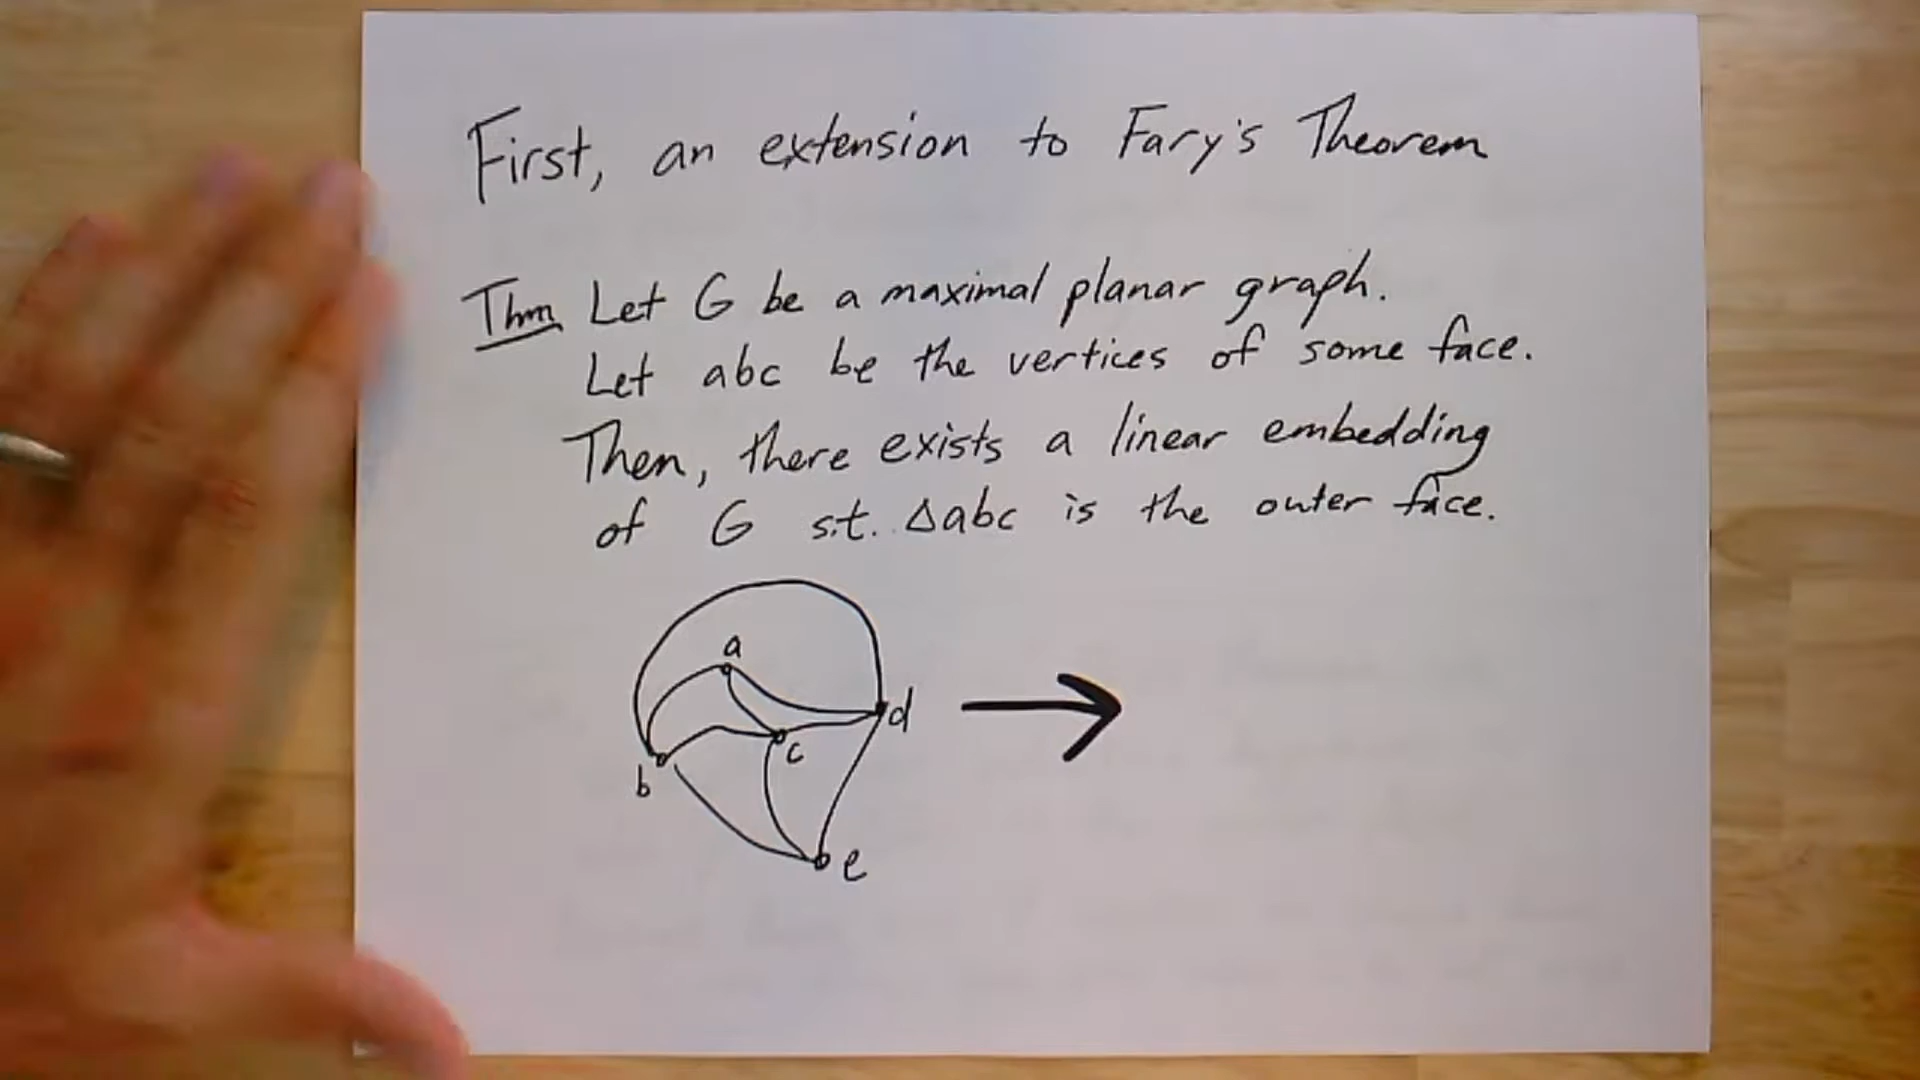 First, an extension to Fary's Theorem
Thm Let G be a maximal planar graph.
Let abc be the vertices of some face.
Then, there exists a linear embedding
of G s.t. Δabc is the outer face.
a
d
c
b
e